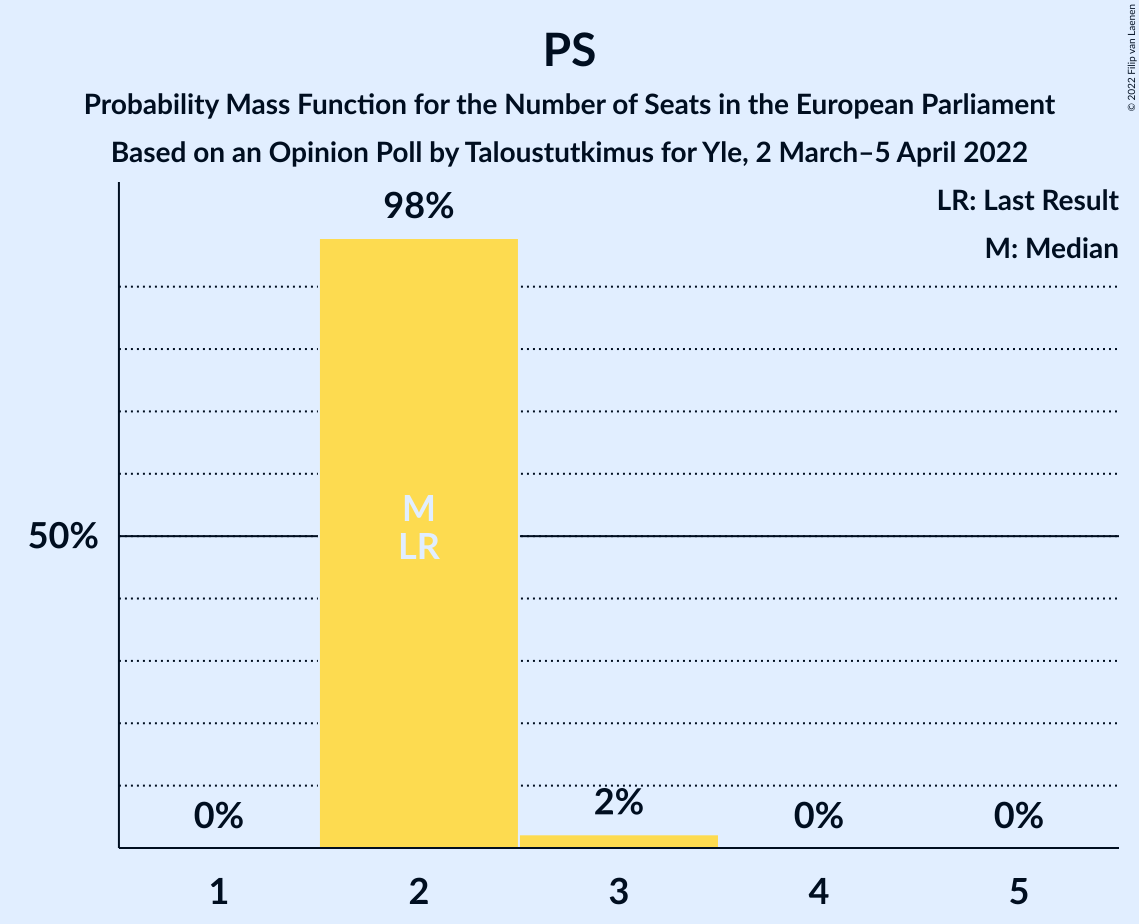 PS
Probability Mass Function for the Number of Seats in the European Parliament
Based on an Opinion Poll by Taloustutkimus for Yle, 2 March–5 April 2022
© 2022 Filip van Laenen
LR: Last Result
M: Median
98%
M
LR
50%
0%
2%
0%
0%
1
2
3
4
5